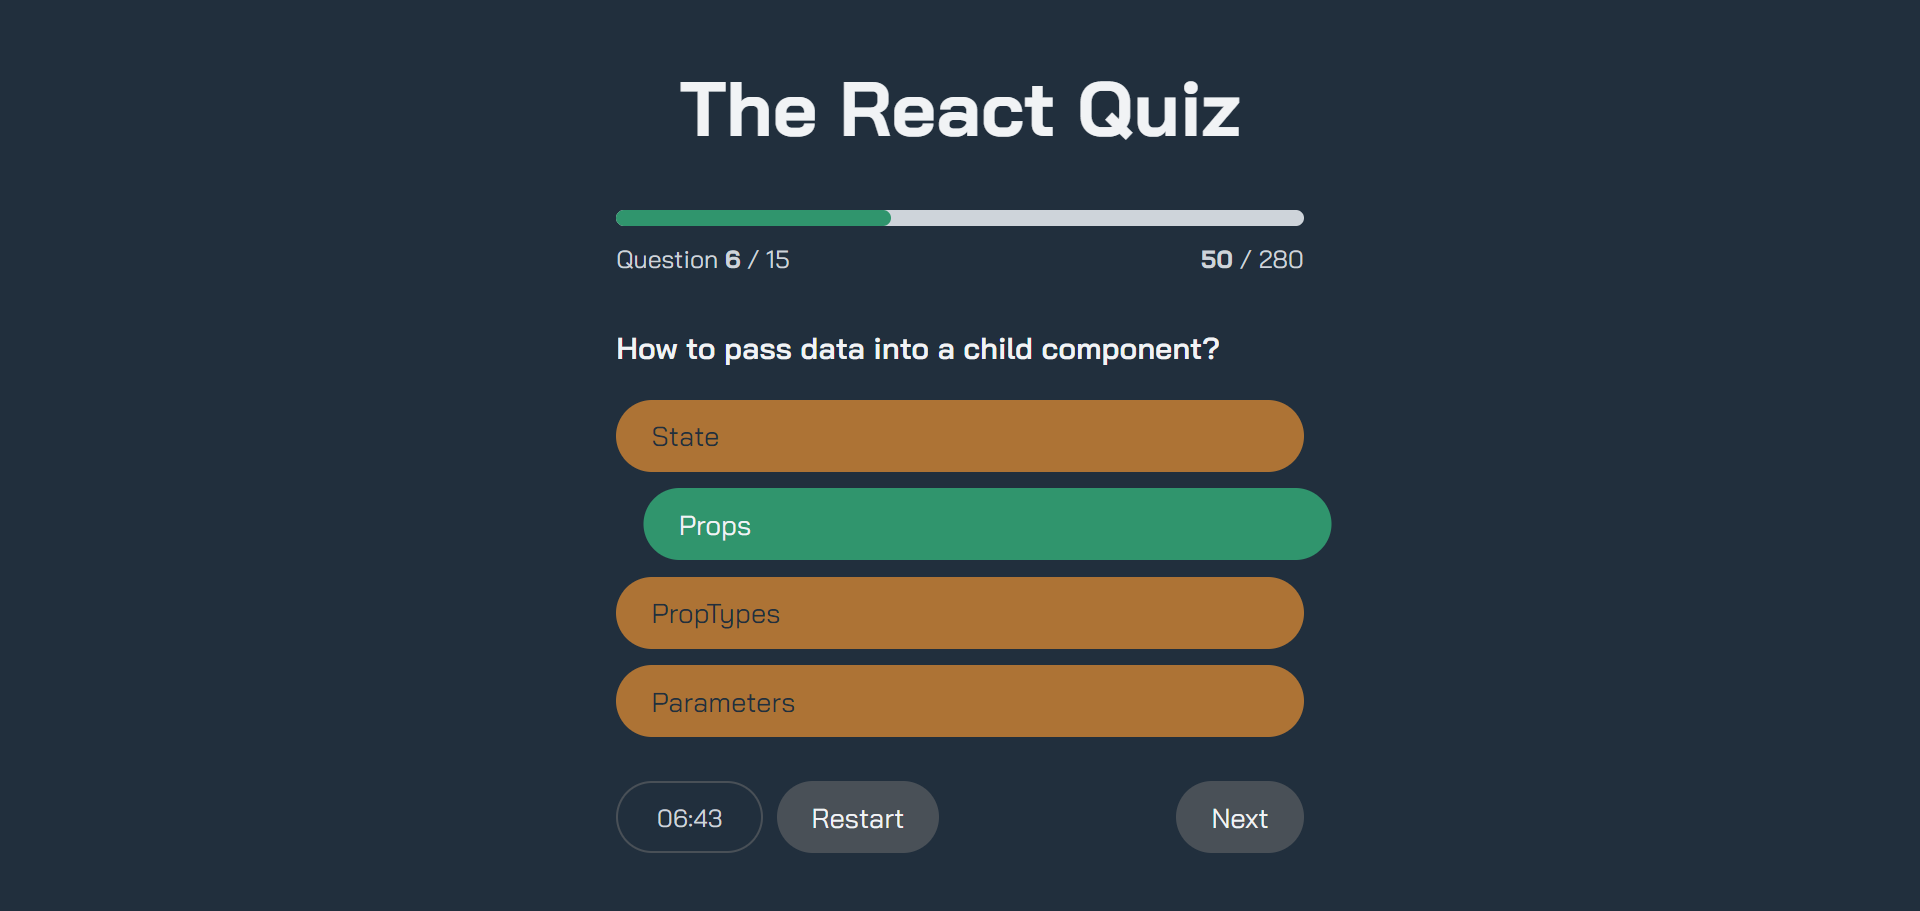 The React Quiz
Question 6 / 15
50 / 280
How to pass data into a child component?
State
Props
PropTypes
Parameters
06:43
Restart
Next